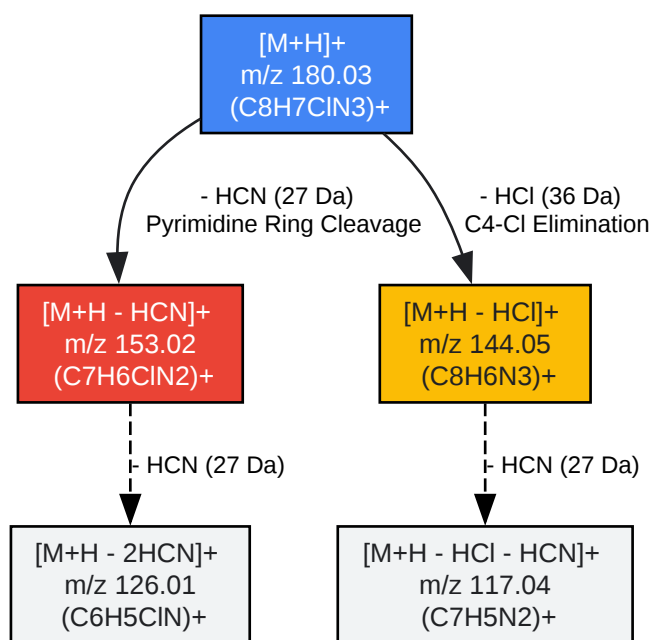 [M+H]+
m/z 180.03
(C8H7ClN3)+
- HCN (27 Da)
Pyrimidine Ring Cleavage
- HCl (36 Da)
C4-Cl Elimination
[M+H - HCN]+
m/z 153.02
(C7H6ClN2)+
[M+H - HCl]+
m/z 144.05
(C8H6N3)+
- HCN (27 Da)
- HCN (27 Da)
[M+H - 2HCN]+
m/z 126.01
(C6H5ClN)+
[M+H - HCl - HCN]+
m/z 117.04
(C7H5N2)+